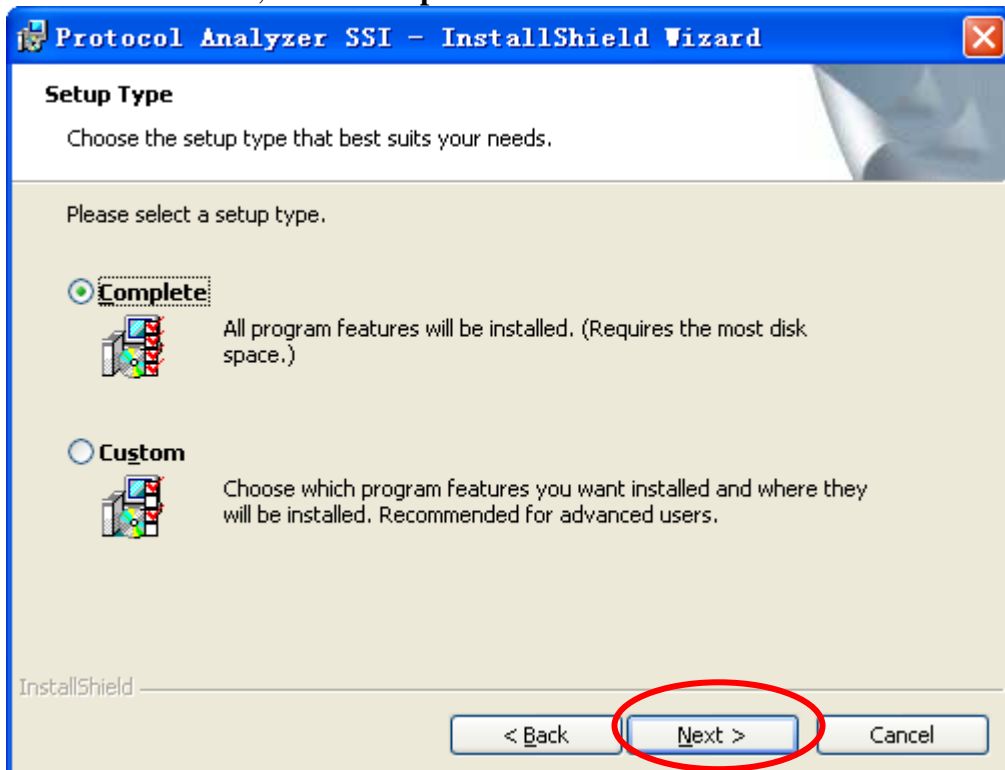 Protocol Analyzer SSI - InstallShield Wizard
Setup Type
Choose the setup type that best suits your needs.
Please select a setup type.
Complete
All program features will be installed. (Requires the most disk
space.)
Custom
Choose which program features you want installed and where they
will be installed. Recommended for advanced users.
InstallShield
< Back Next > Cancel